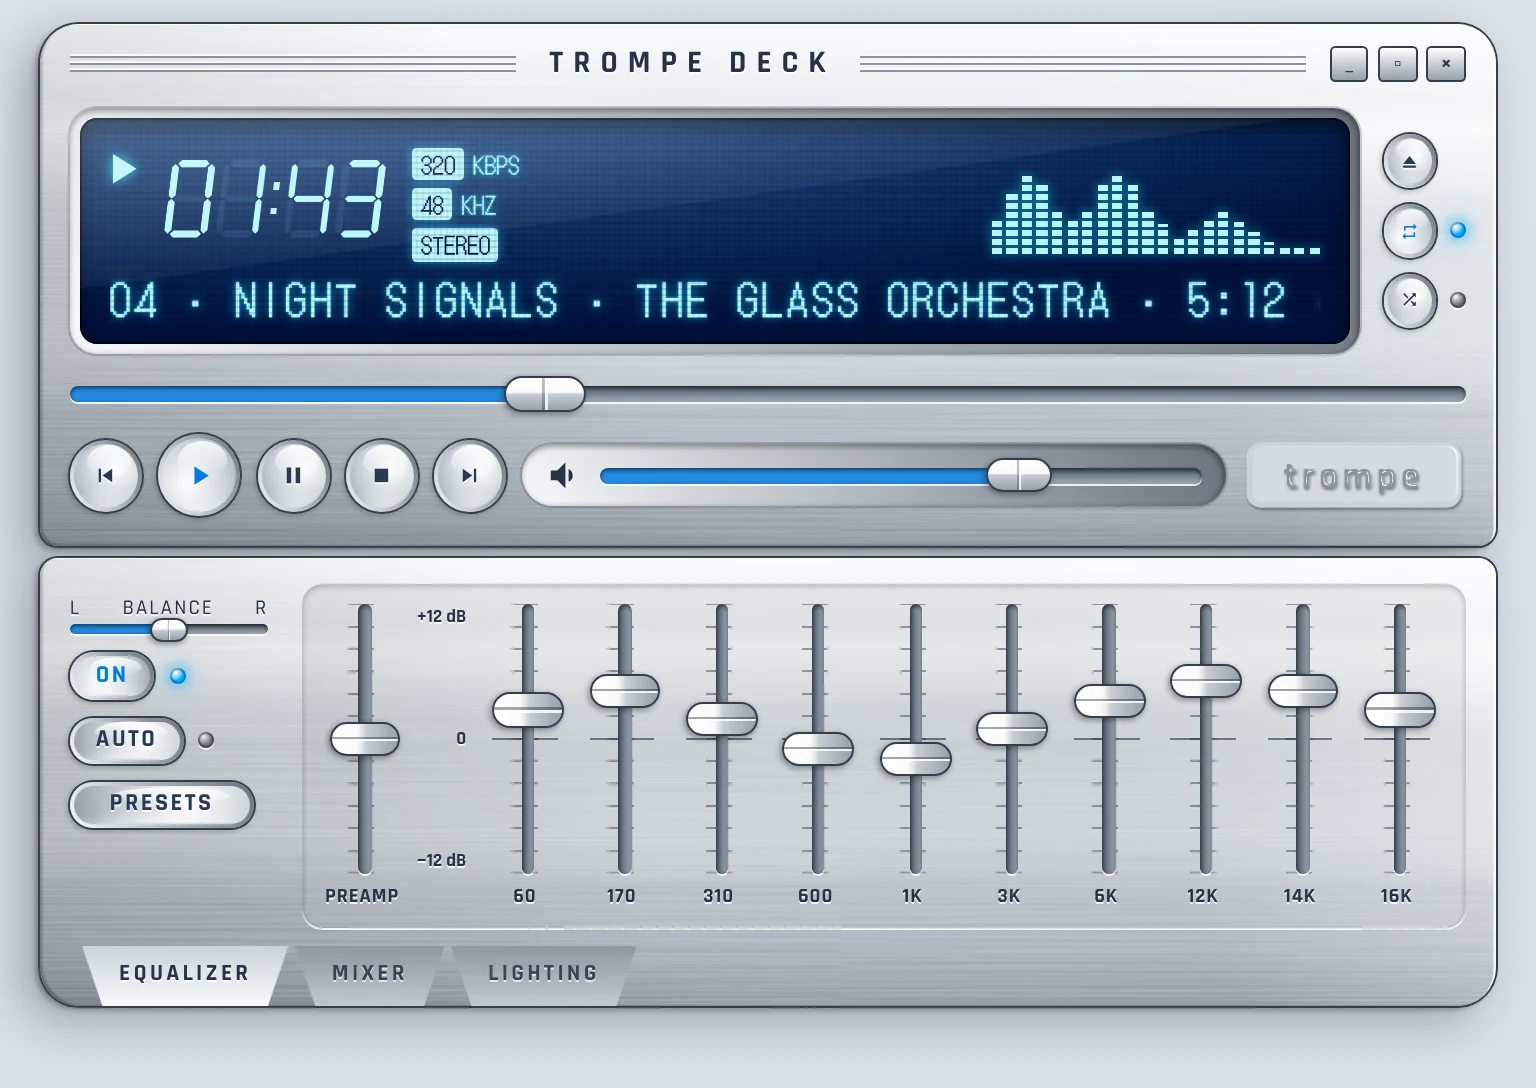 TROMPE DECK
01:43
320 KBPS
48 KHZ
STEREO
04 · NIGHT SIGNALS · THE GLASS ORCHESTRA · 5:12
trompe
L BALANCE R
ON
AUTO
PRESETS
+12 dB
0
−12 dB
PREAMP 60 170 310 600 1K 3K 6K 12K 14K 16K
EQUALIZER MIXER LIGHTING